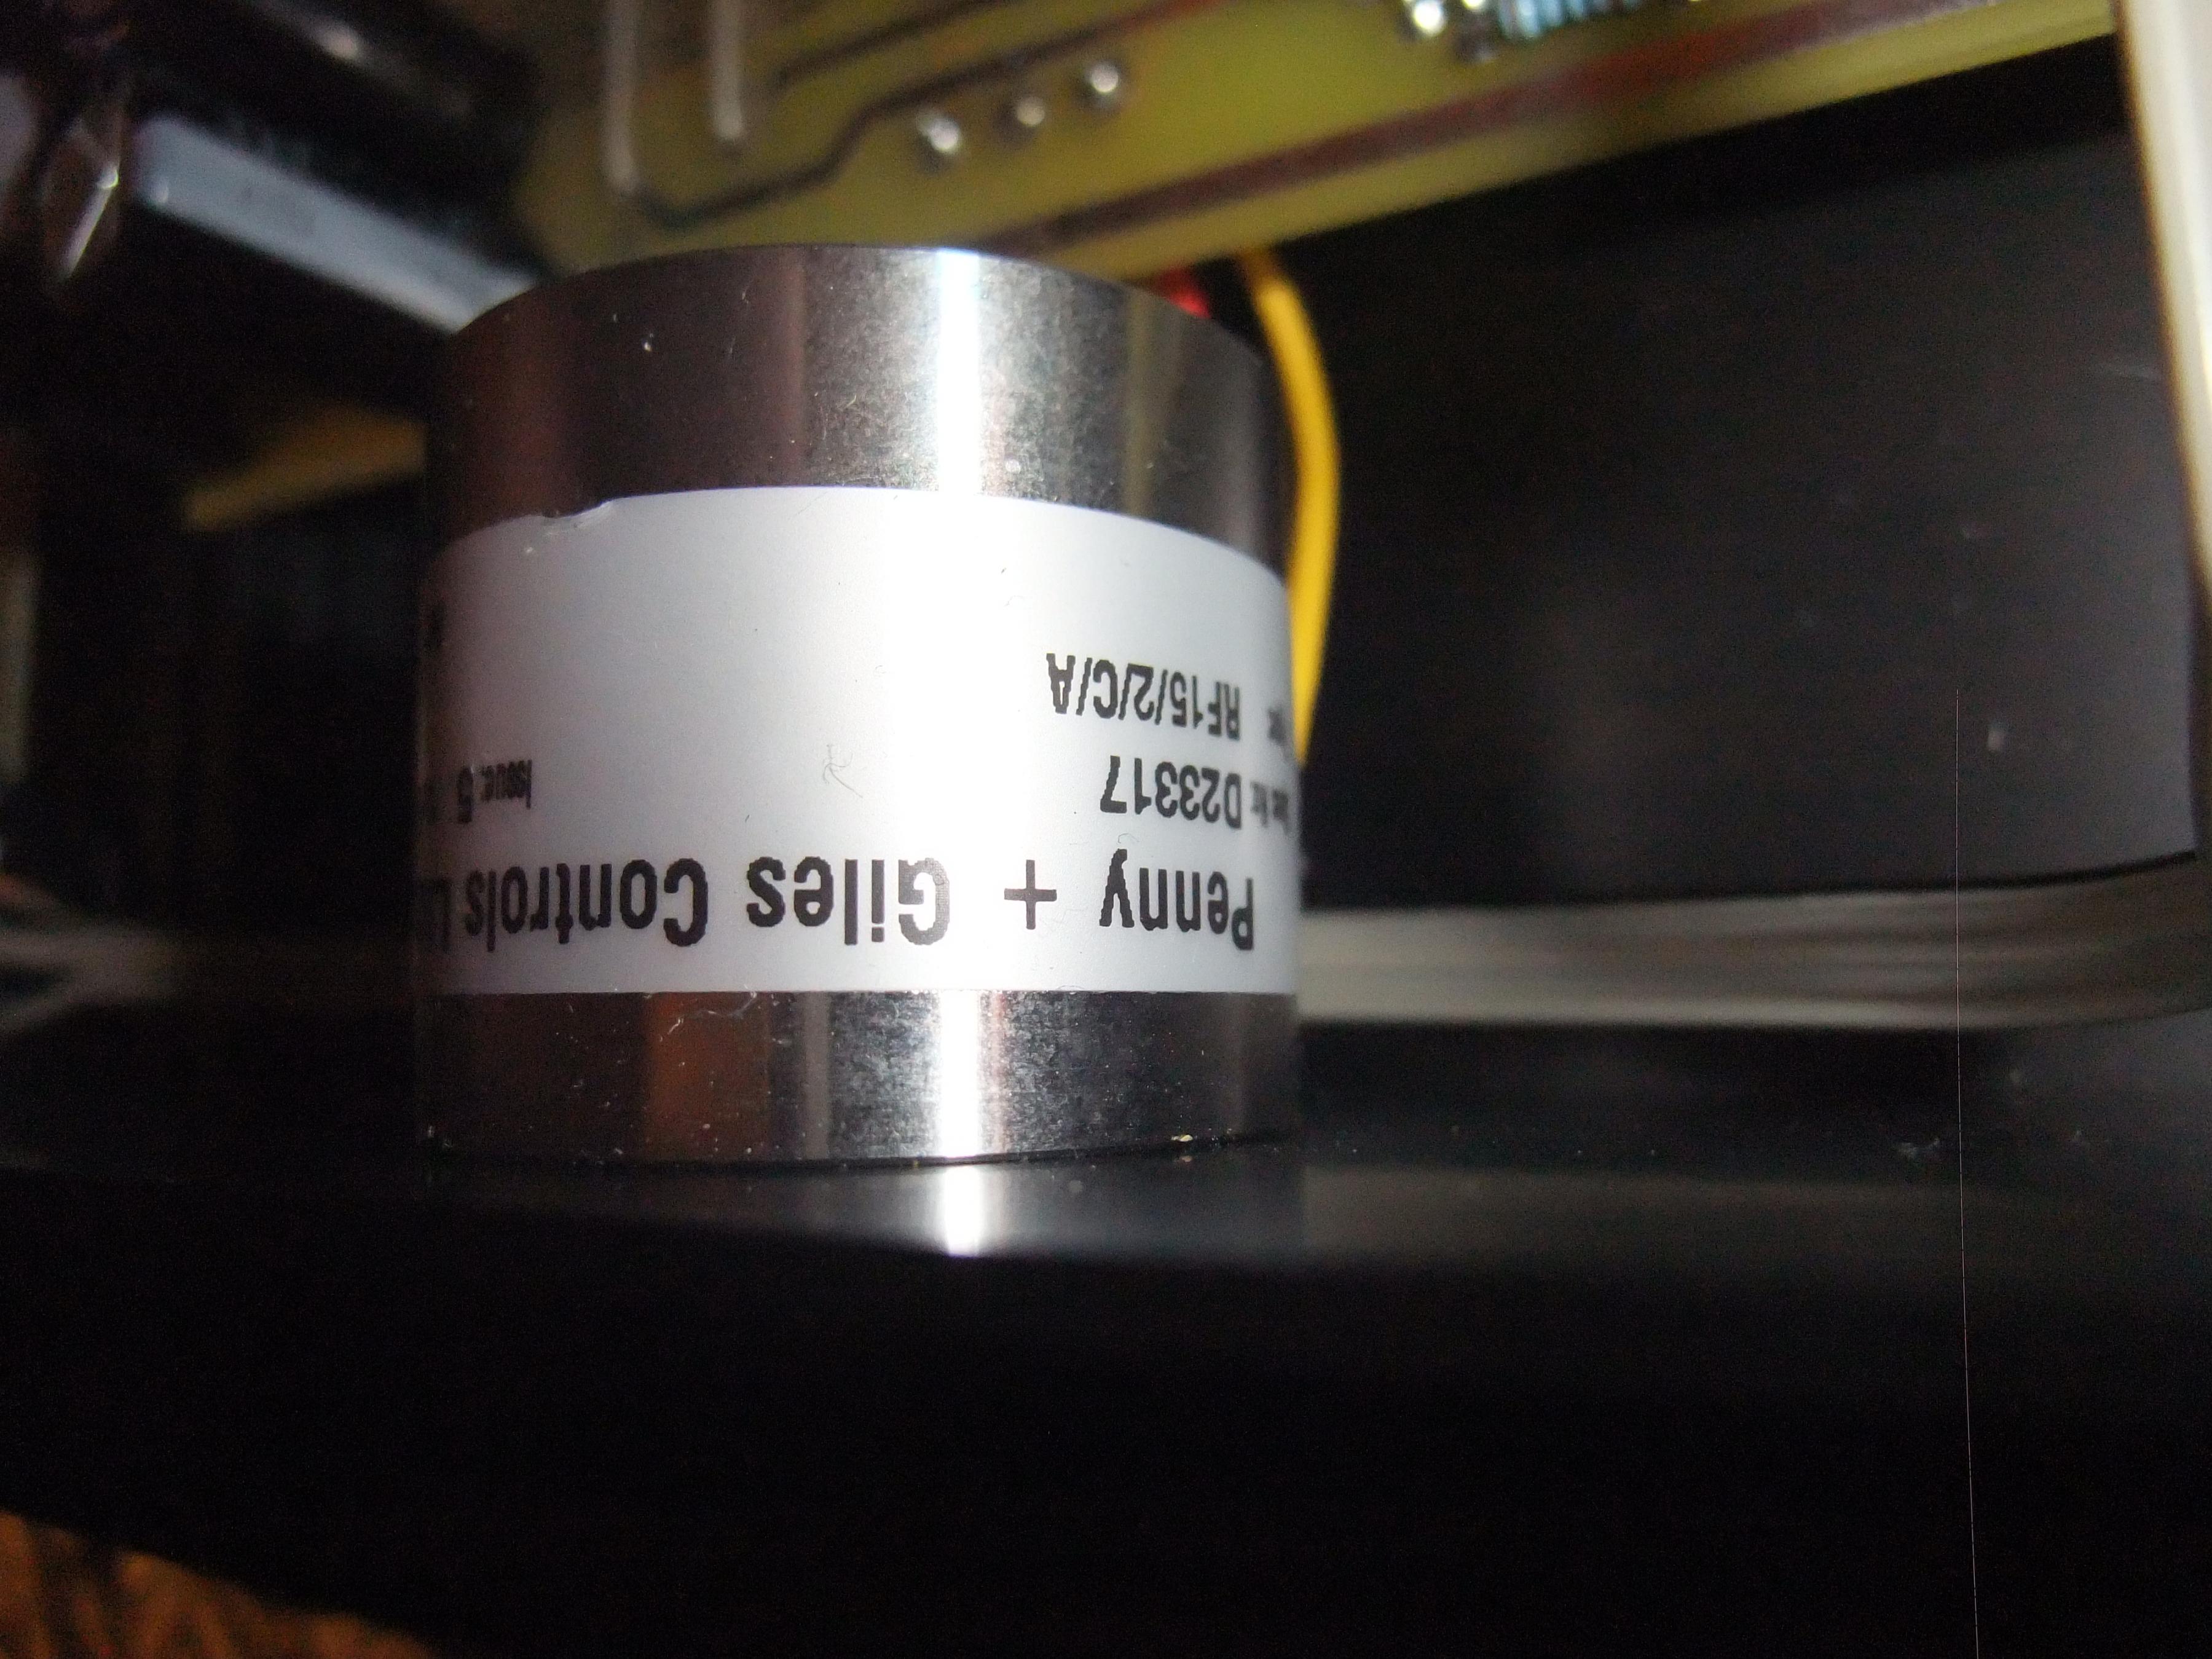 Penny + Giles Controls
D23317
Issue: 5
RF15/2/C/A